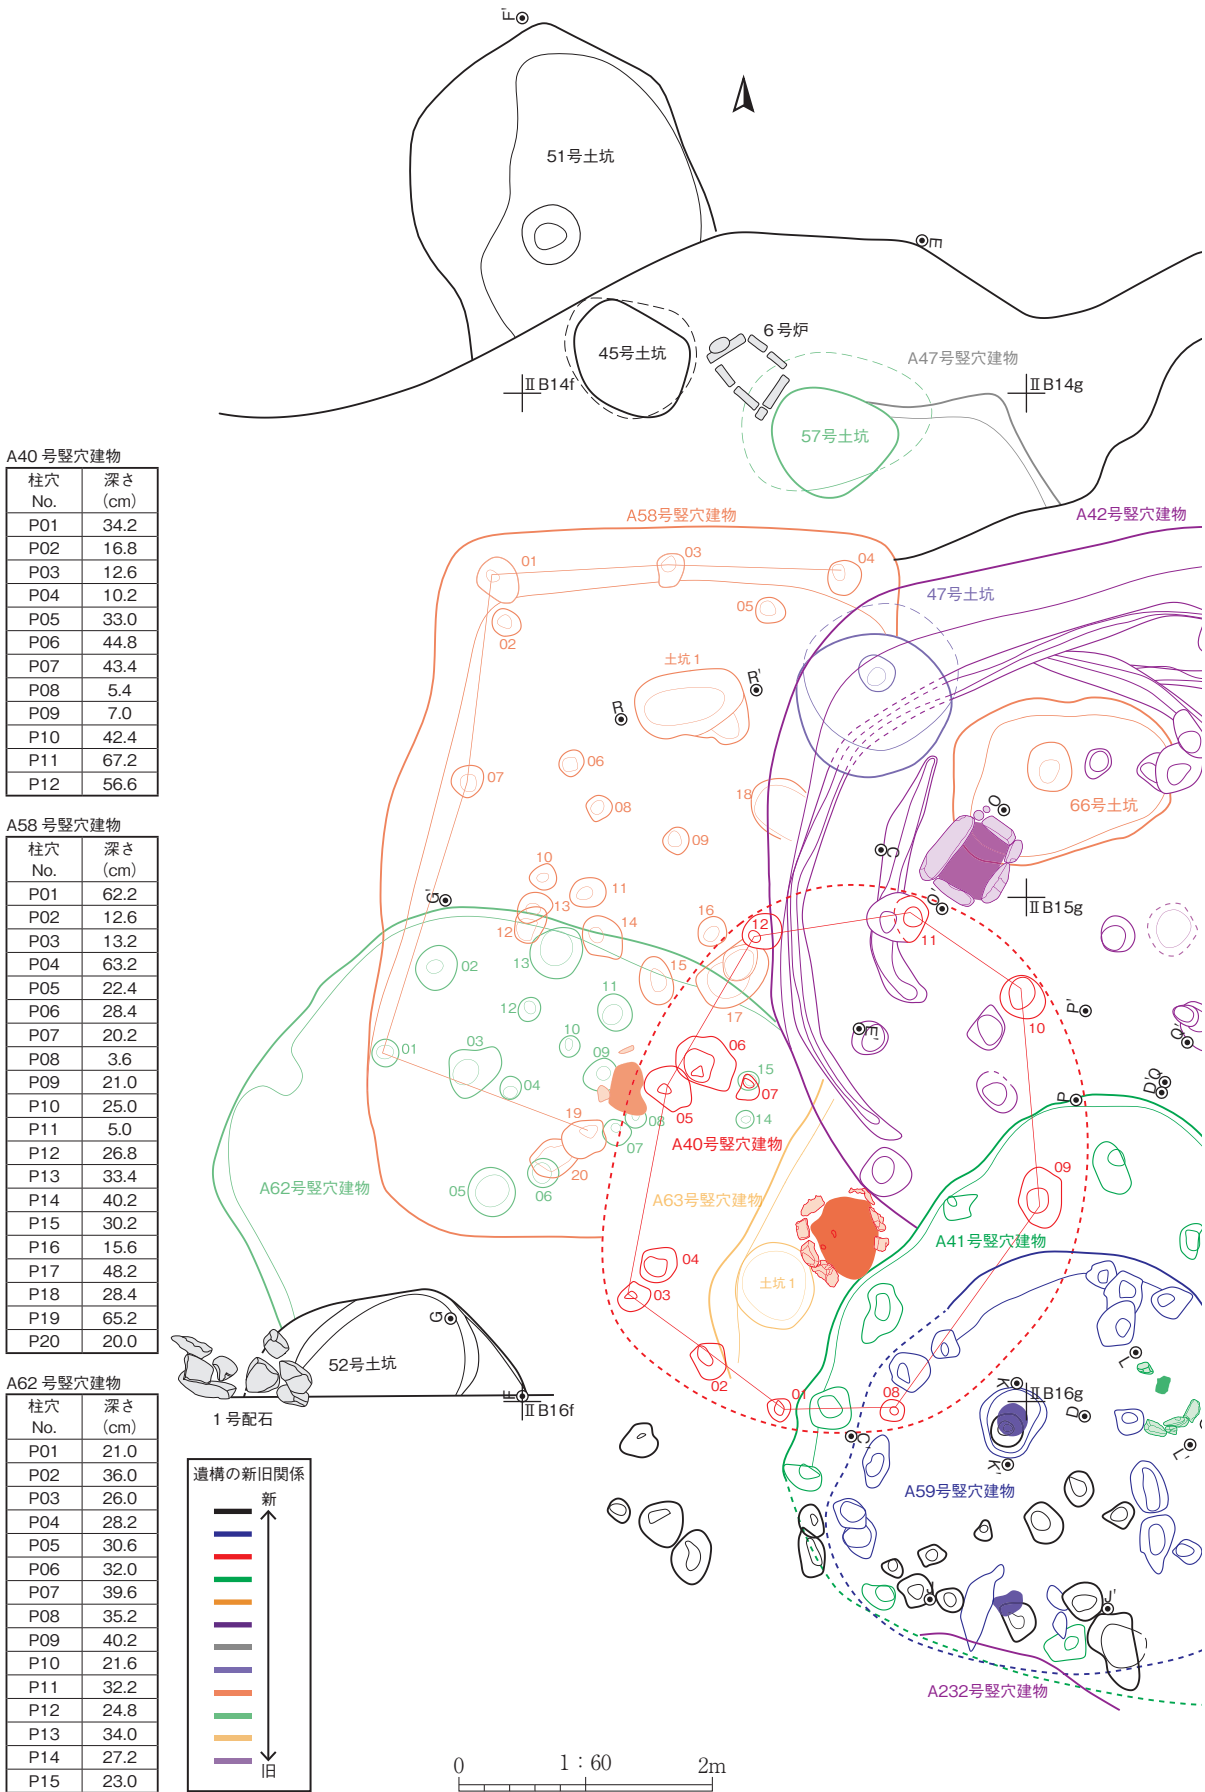 F'
51号土坑
E
45号土坑
6号炉
A47号竪穴建物
ⅡB14f
ⅡB14g
57号土坑
A40号竪穴建物
柱穴 No. 深さ (cm)
P01 34.2
P02 16.8
P03 12.6
P04 10.2
P05 33.0
P06 44.8
P07 43.4
P08 5.4
P09 7.0
P10 42.4
P11 67.2
P12 56.6
A58号竪穴建物
柱穴 No. 深さ (cm)
P01 62.2
P02 12.6
P03 13.2
P04 63.2
P05 22.4
P06 28.4
P07 20.2
P08 3.6
P09 21.0
P10 25.0
P11 5.0
P12 26.8
P13 33.4
P14 40.2
P15 30.2
P16 15.6
P17 48.2
P18 28.4
P19 65.2
P20 20.0
A62号竪穴建物
柱穴 No. 深さ (cm)
P01 21.0
P02 36.0
P03 26.0
P04 28.2
P05 30.6
P06 32.0
P07 39.6
P08 35.2
P09 40.2
P10 21.6
P11 32.2
P12 24.8
P13 34.0
P14 27.2
P15 23.0
A58号竪穴建物
A42号竪穴建物
01
03
04
02
05
47号土坑
土坑1
R
R'
07
06
08
18
09
66号土坑
O
C
10
11
G'
13
12
14
16
12
O'
11
ⅡB15g
02
13
15
17
10
P'
12
11
E'
Q'
01
03
10
09
06
15
D'
Q
04
05
07
P
19
08
14
07
A40号竪穴建物
20
09
A62号竪穴建物
05
06
A63号竪穴建物
A41号竪穴建物
04
土坑1
03
G
52号土坑
02
L
F
ⅡB16f
01
08
K
ⅡB16g
D
1号配石
C'
L'
K'
遺構の新旧関係
新
旧
A59号竪穴建物
J
J'
A232号竪穴建物
0 1:60 2m